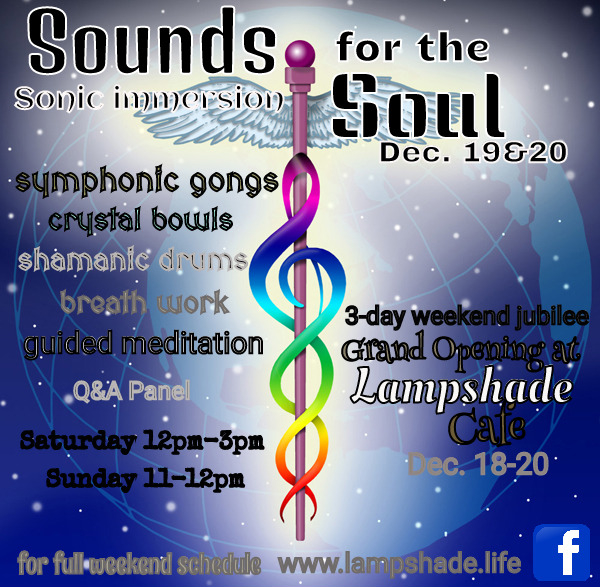 Sounds for the
Sonic immersion Soul
Dec. 19&20
symphonic gongs
crystal bowls
shamanic drums
breath work
guided meditation
Q&A Panel
Saturday 12pm-3pm
Sunday 11-12pm
3-day weekend jubilee
Grand Opening at
Lampshade
Cafe
Dec. 18-20
for full weekend schedule www.lampshade.life
f